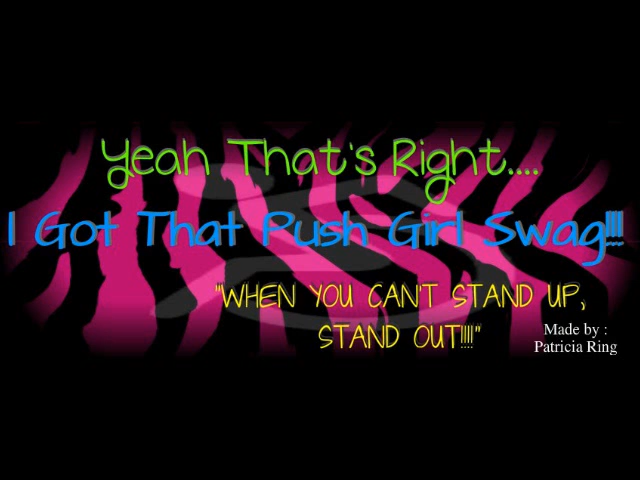 Yeah That's Right....
I Got That Push Girl Swag!!!!
"WHEN YOU CAN'T STAND UP,
STAND OUT!!!!"
Made by :
Patricia Ring